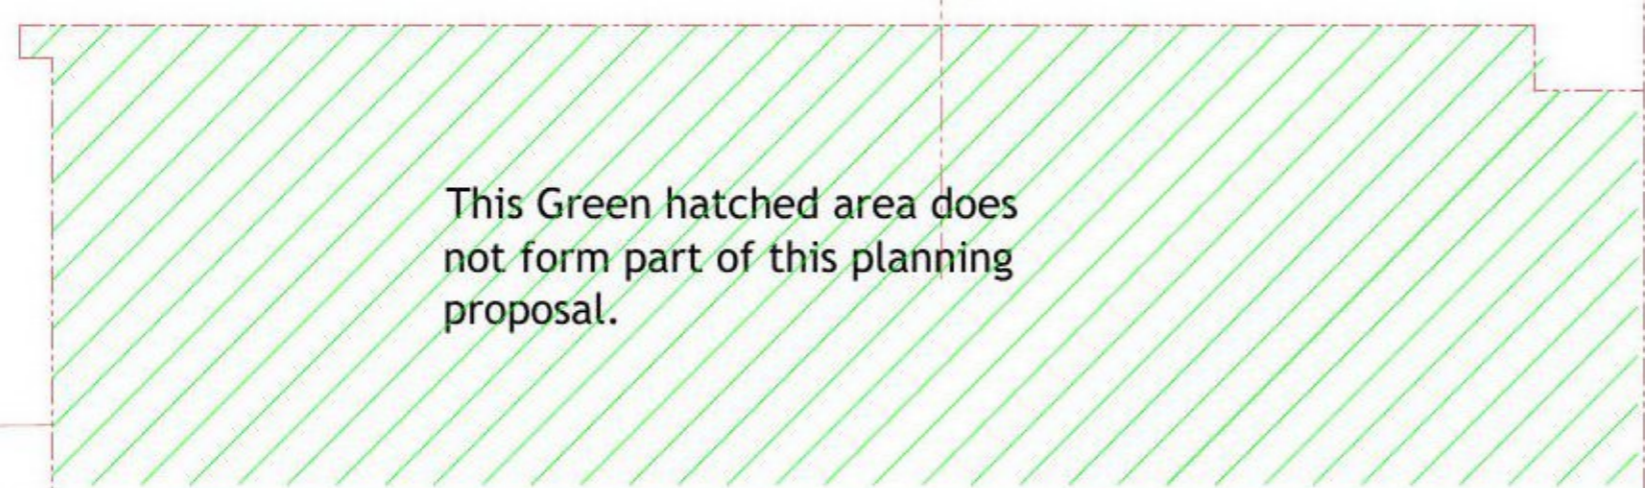 This Green hatched area does
not form part of this planning
proposal.